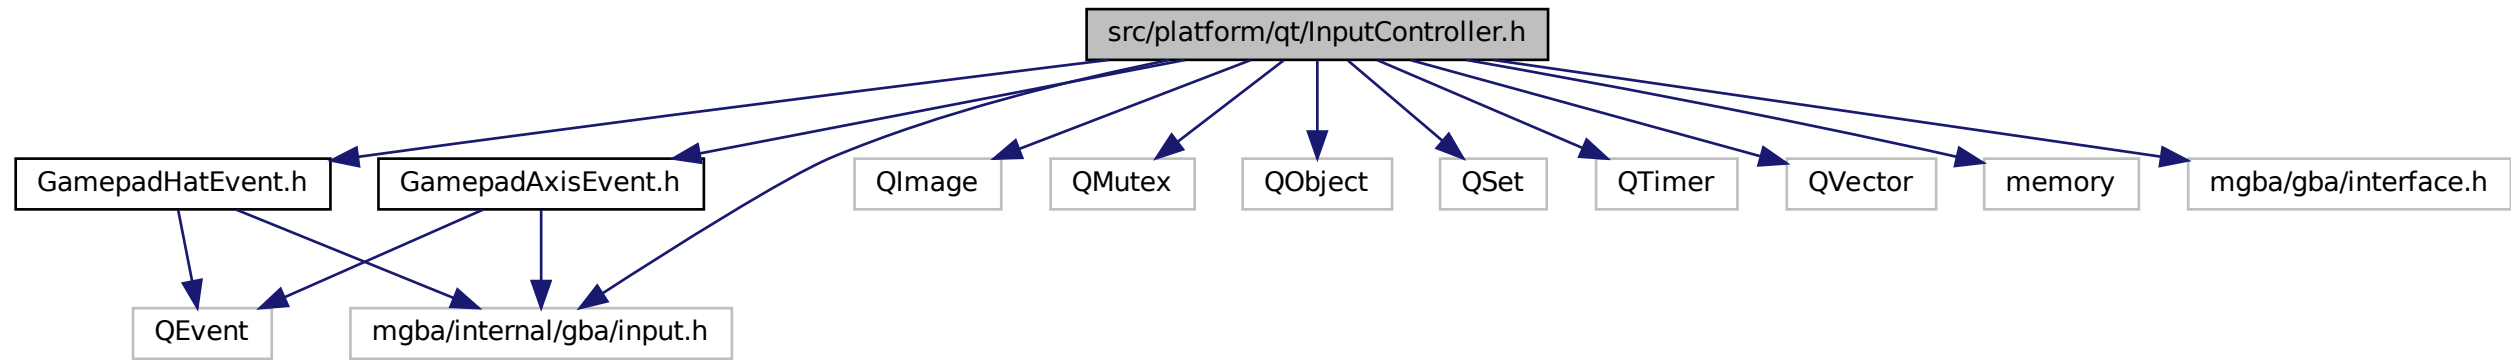 src/platform/qt/InputController.h
GamepadHatEvent.h
GamepadAxisEvent.h
QImage
QMutex
QObject
QSet
QTimer
QVector
memory
mgba/gba/interface.h
QEvent
mgba/internal/gba/input.h